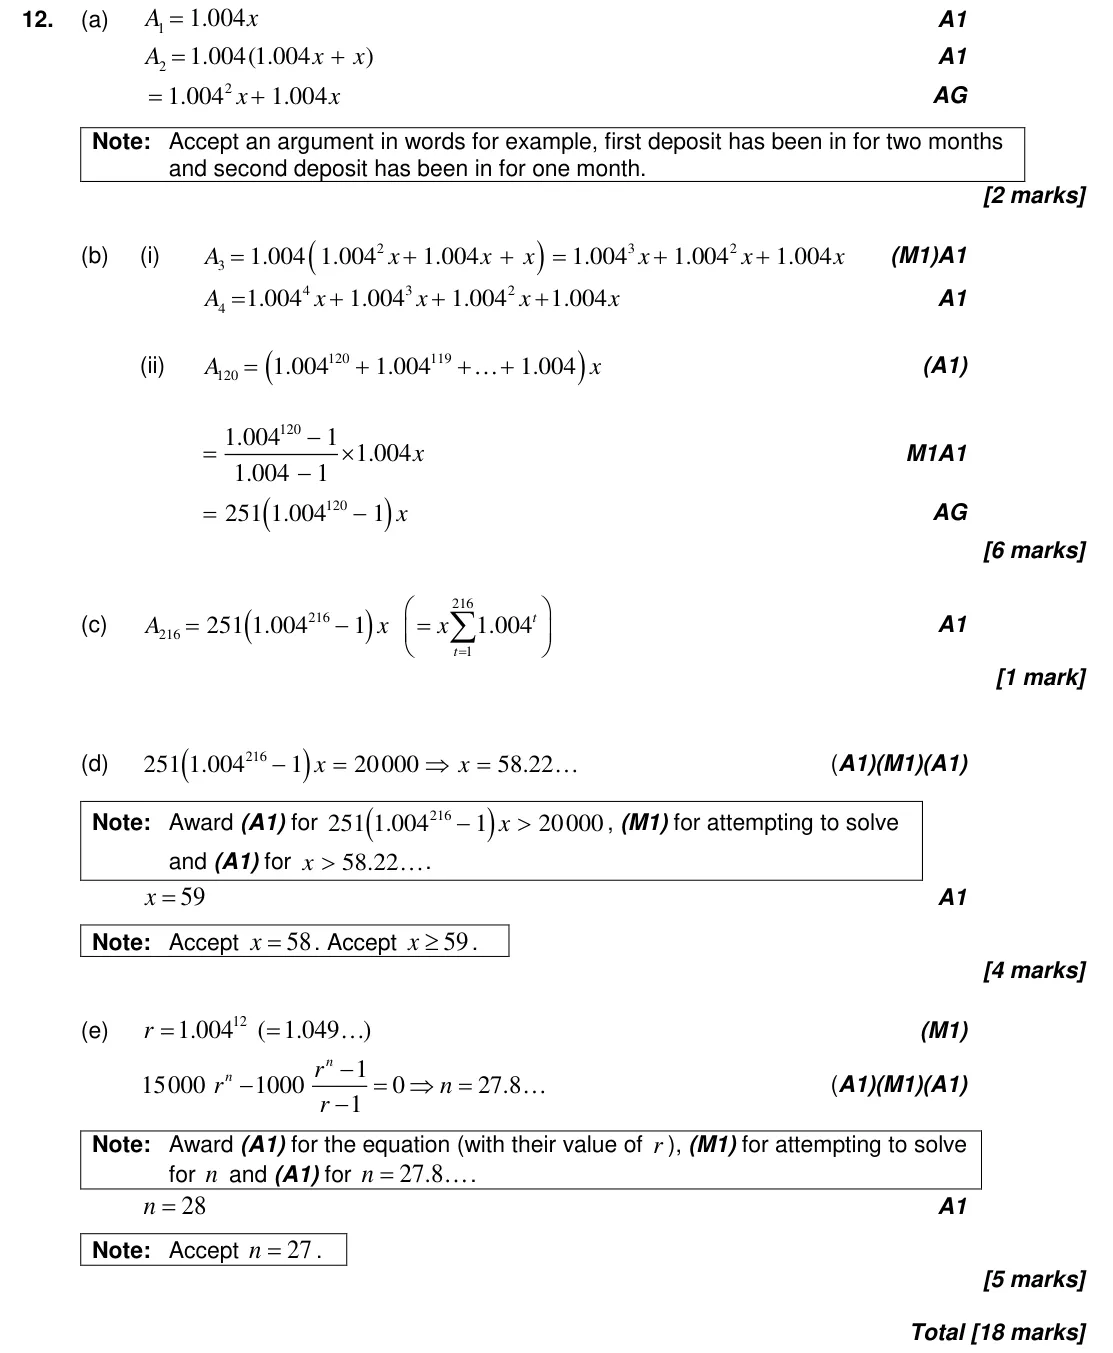 12. (a) A₁ = 1.004x A1
A₂ = 1.004(1.004x + x) A1
= 1.004²x + 1.004x AG
Note: Accept an argument in words for example, first deposit has been in for two months
and second deposit has been in for one month.
[2 marks]
(b) (i) A₃ = 1.004(1.004²x + 1.004x + x) = 1.004³x + 1.004²x + 1.004x (M1)A1
A₄ = 1.004⁴x + 1.004³x + 1.004²x + 1.004x A1
(ii) A₁₂₀ = (1.004¹²⁰ + 1.004¹¹⁹ + … + 1.004)x (A1)
= (1.004¹²⁰ − 1)/(1.004 − 1) × 1.004x M1A1
= 251(1.004¹²⁰ − 1)x AG
[6 marks]
(c) A₂₁₆ = 251(1.004²¹⁶ − 1)x (= x∑_{t=1}^{216} 1.004ᵗ) A1
[1 mark]
(d) 251(1.004²¹⁶ − 1)x = 20000 ⇒ x = 58.22… (A1)(M1)(A1)
Note: Award (A1) for 251(1.004²¹⁶ − 1)x > 20000, (M1) for attempting to solve
and (A1) for x > 58.22….
x = 59 A1
Note: Accept x = 58. Accept x ≥ 59.
[4 marks]
(e) r = 1.004¹² (= 1.049…) (M1)
15000 rⁿ − 1000 (rⁿ − 1)/(r − 1) = 0 ⇒ n = 27.8… (A1)(M1)(A1)
Note: Award (A1) for the equation (with their value of r), (M1) for attempting to solve
for n and (A1) for n = 27.8….
n = 28 A1
Note: Accept n = 27.
[5 marks]
Total [18 marks]